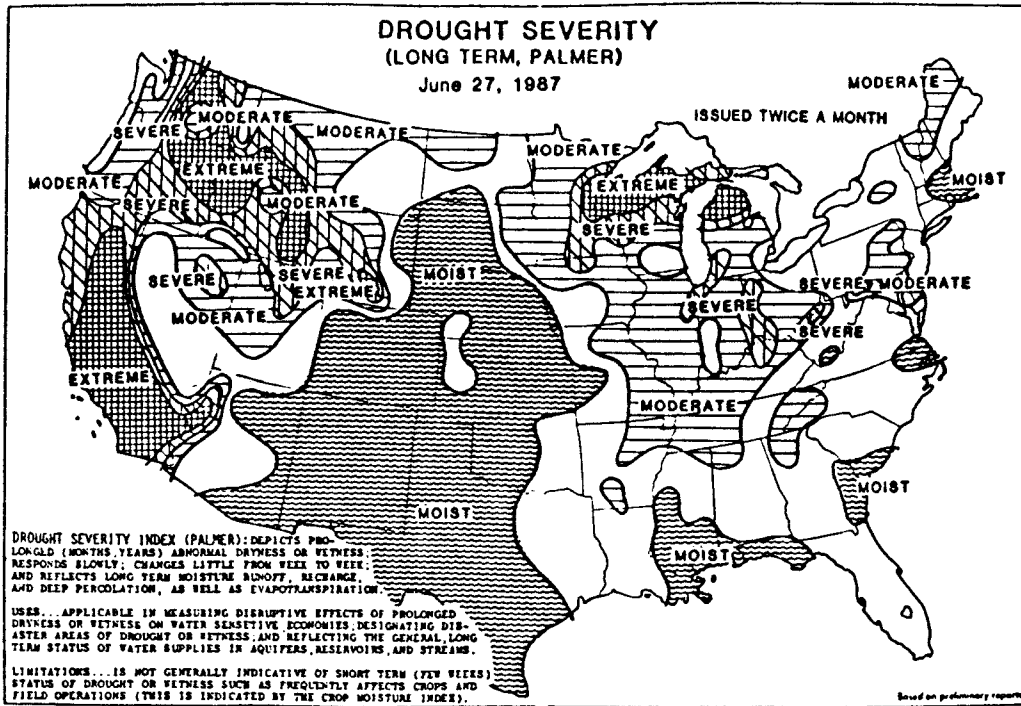 DROUGHT SEVERITY
(LONG TERM, PALMER)
June 27, 1987
ISSUED TWICE A MONTH
MODERATE
MODERATE
SEVERE
MODERATE
MODERATE
EXTREME
EXTREME
MOIST
MODERATE
SEVERE
MODERATE
SEVERE
SEVERE
SEVERE
EXTREME
MOIST
SEVERE
MODERATE
SEVERE
SEVERE
MODERATE
EXTREME
MODERATE
MOIST
MOIST
MOIST
DROUGHT SEVERITY INDEX (PALMER): DEPICTS PRO-
LONGED (MONTHS, YEARS) ABNORMAL DRYNESS OR WETNESS;
RESPONDS SLOWLY; CHANGES LITTLE FROM WEEK TO WEEK;
AND REFLECTS LONG TERM MOISTURE RUNOFF, RECHARGE,
AND DEEP PERCOLATION, AS WELL AS EVAPOTRANSPIRATION.
USES...APPLICABLE IN MEASURING DISRUPTIVE EFFECTS OF PROLONGED
DRYNESS OR WETNESS ON WATER SENSITIVE ECONOMIES; DESIGNATING DIS-
ASTER AREAS OF DROUGHT OR WETNESS; AND REFLECTING THE GENERAL, LONG
TERM STATUS OF WATER SUPPLIES IN AQUIFERS, RESERVOIRS, AND STREAMS.
LIMITATIONS...IS NOT GENERALLY INDICATIVE OF SHORT TERM (FEW WEEKS)
STATUS OF DROUGHT OR WETNESS SUCH AS FREQUENTLY AFFECTS CROPS AND
FIELD OPERATIONS (THIS IS INDICATED BY THE CROP MOISTURE INDEX).
Based on preliminary reports